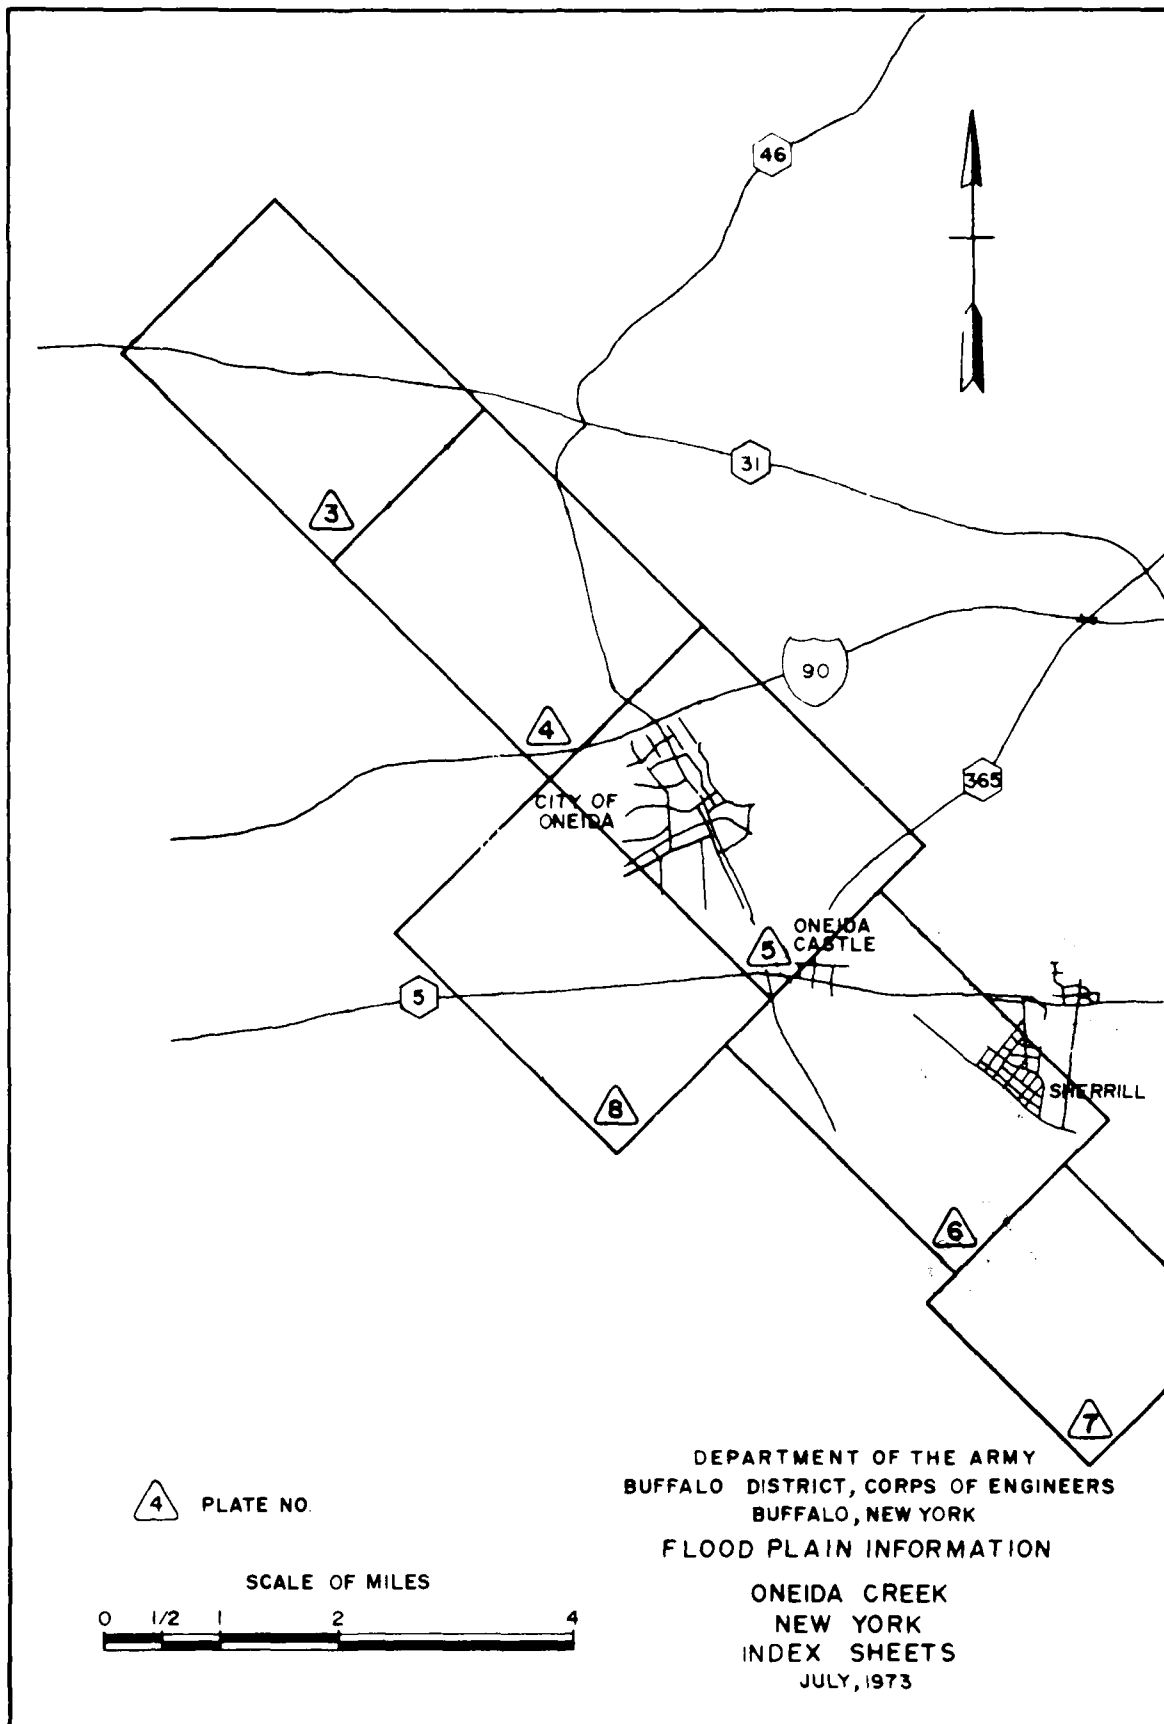 46
31
3
90
4
365
CITY OF
ONEIDA
ONEIDA
CASTLE
5
5
SHERRILL
8
6
7
4 PLATE NO.
SCALE OF MILES
0 1/2 1 2 4
DEPARTMENT OF THE ARMY
BUFFALO DISTRICT, CORPS OF ENGINEERS
BUFFALO, NEW YORK
FLOOD PLAIN INFORMATION
ONEIDA CREEK
NEW YORK
INDEX SHEETS
JULY, 1973